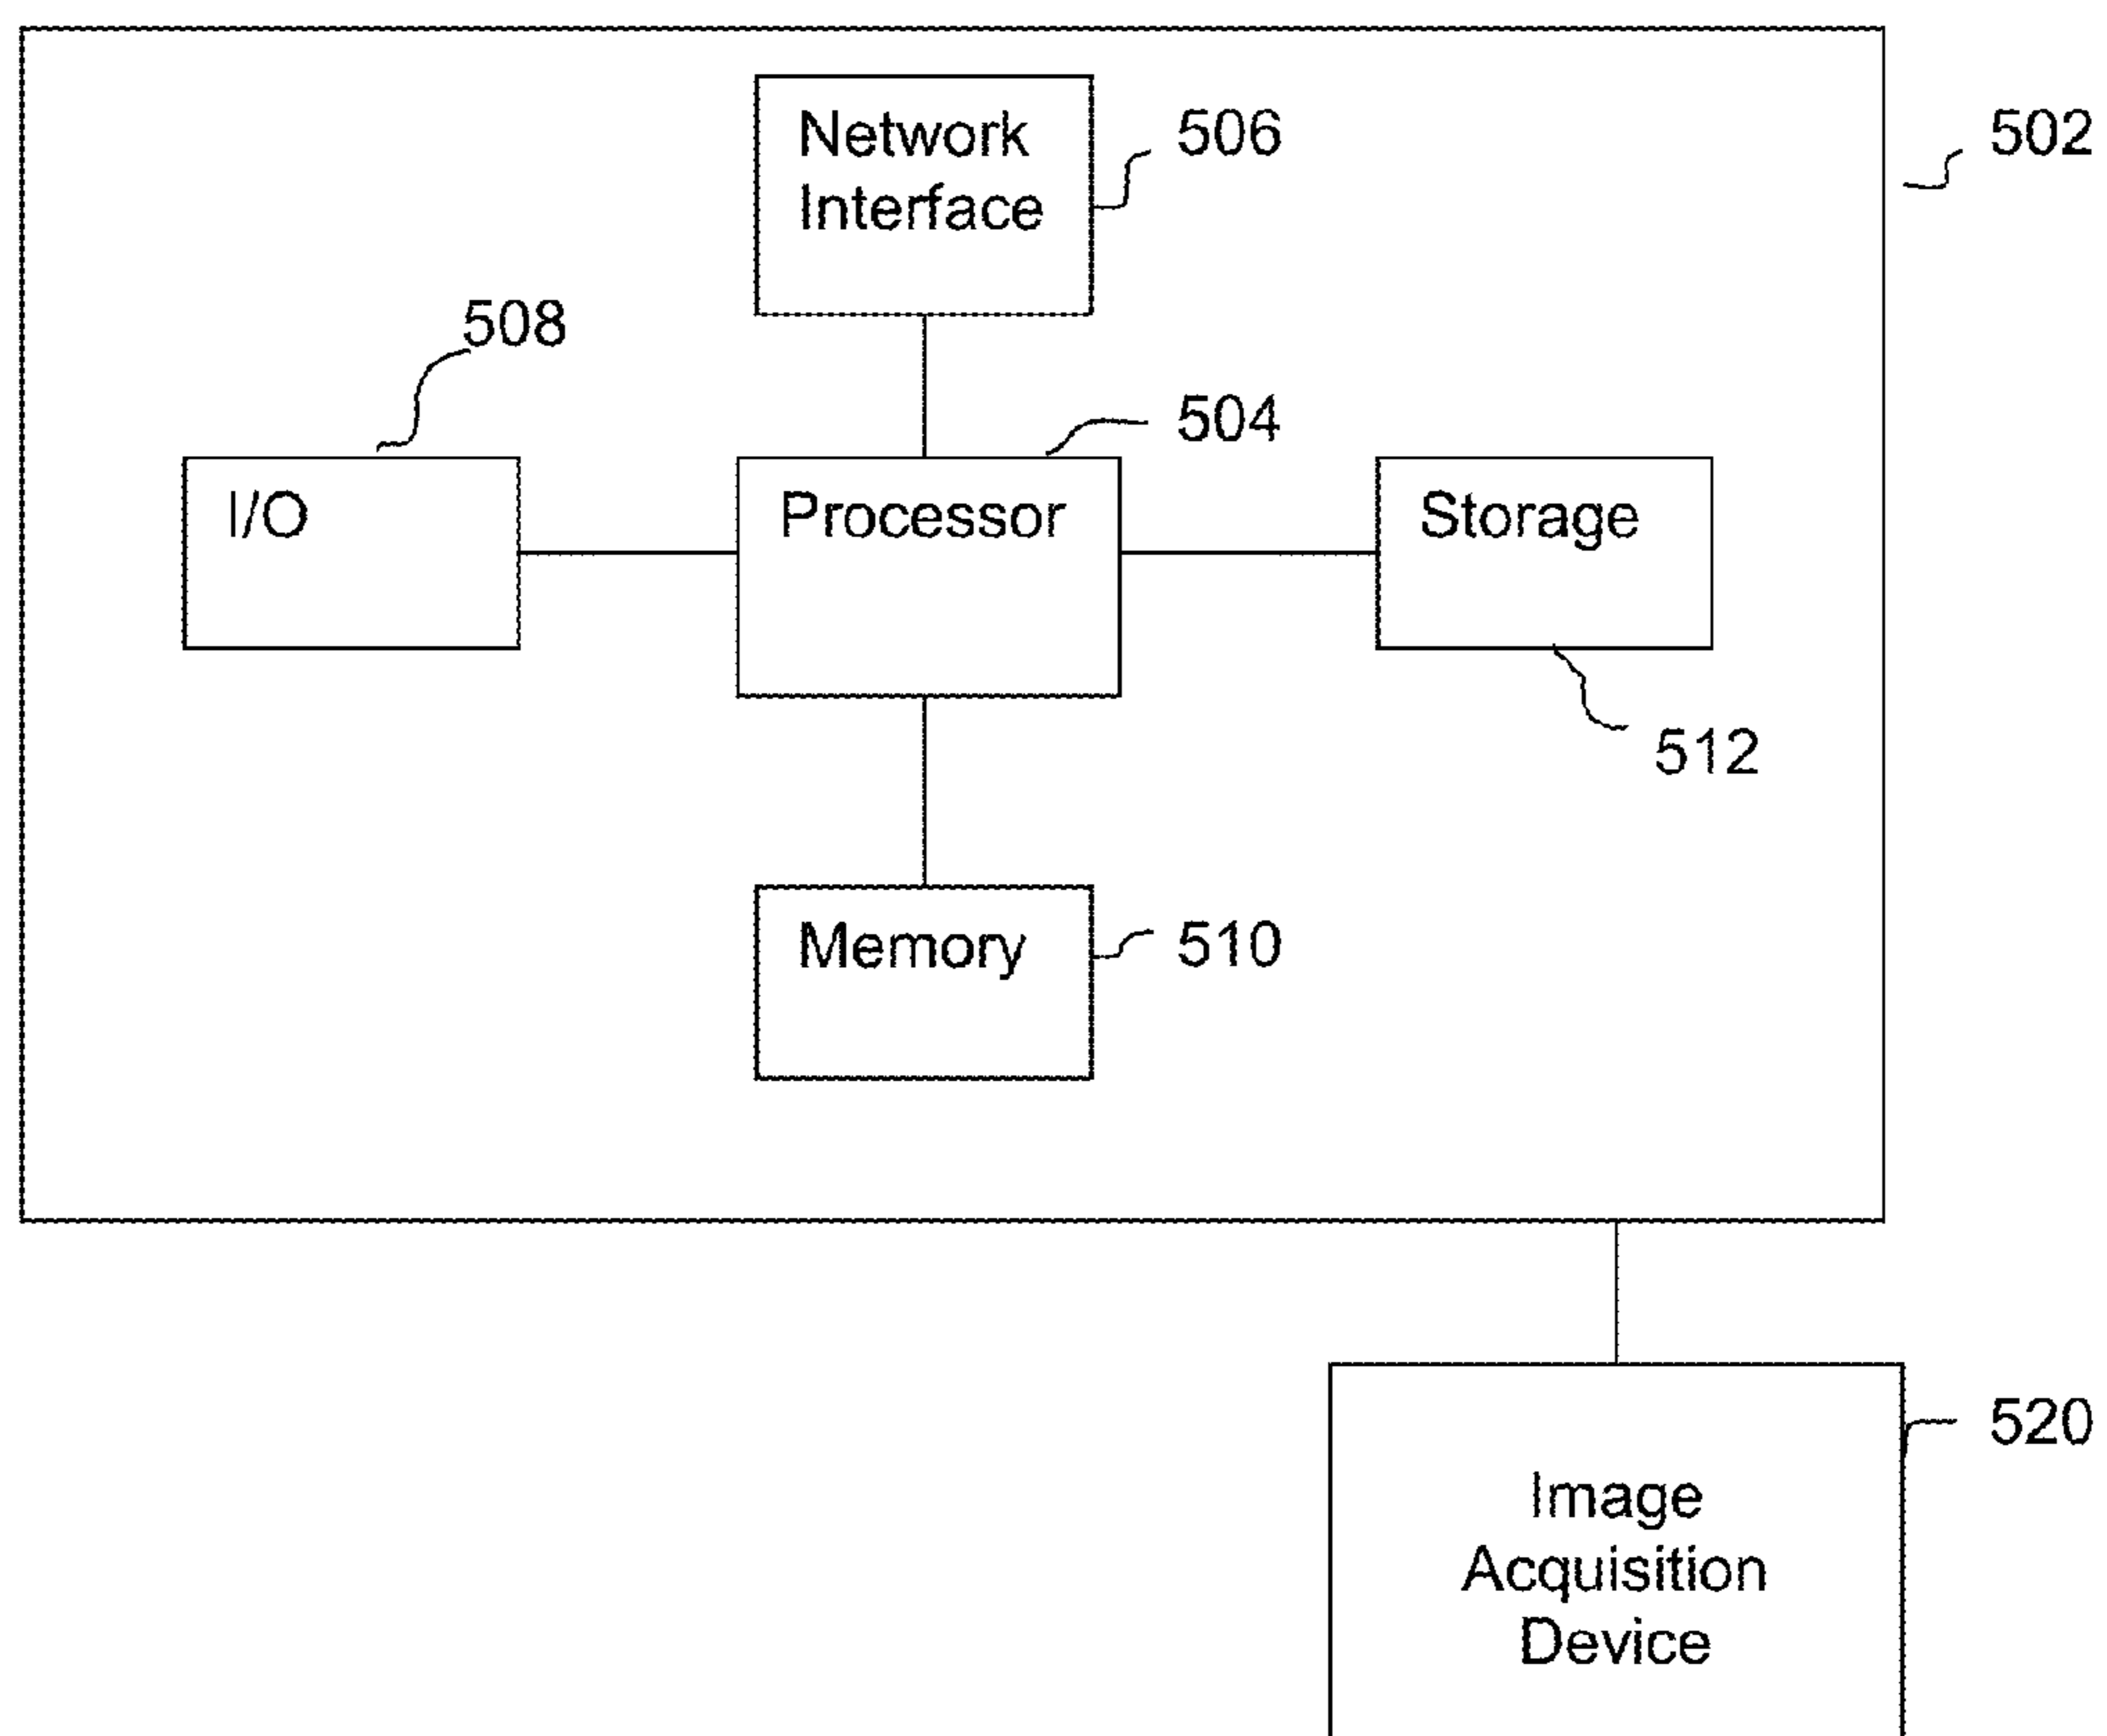 Network
Interface
506
502
508
504
I/O
Processor
Storage
512
Memory
510
520
Image
Acquisition
Device